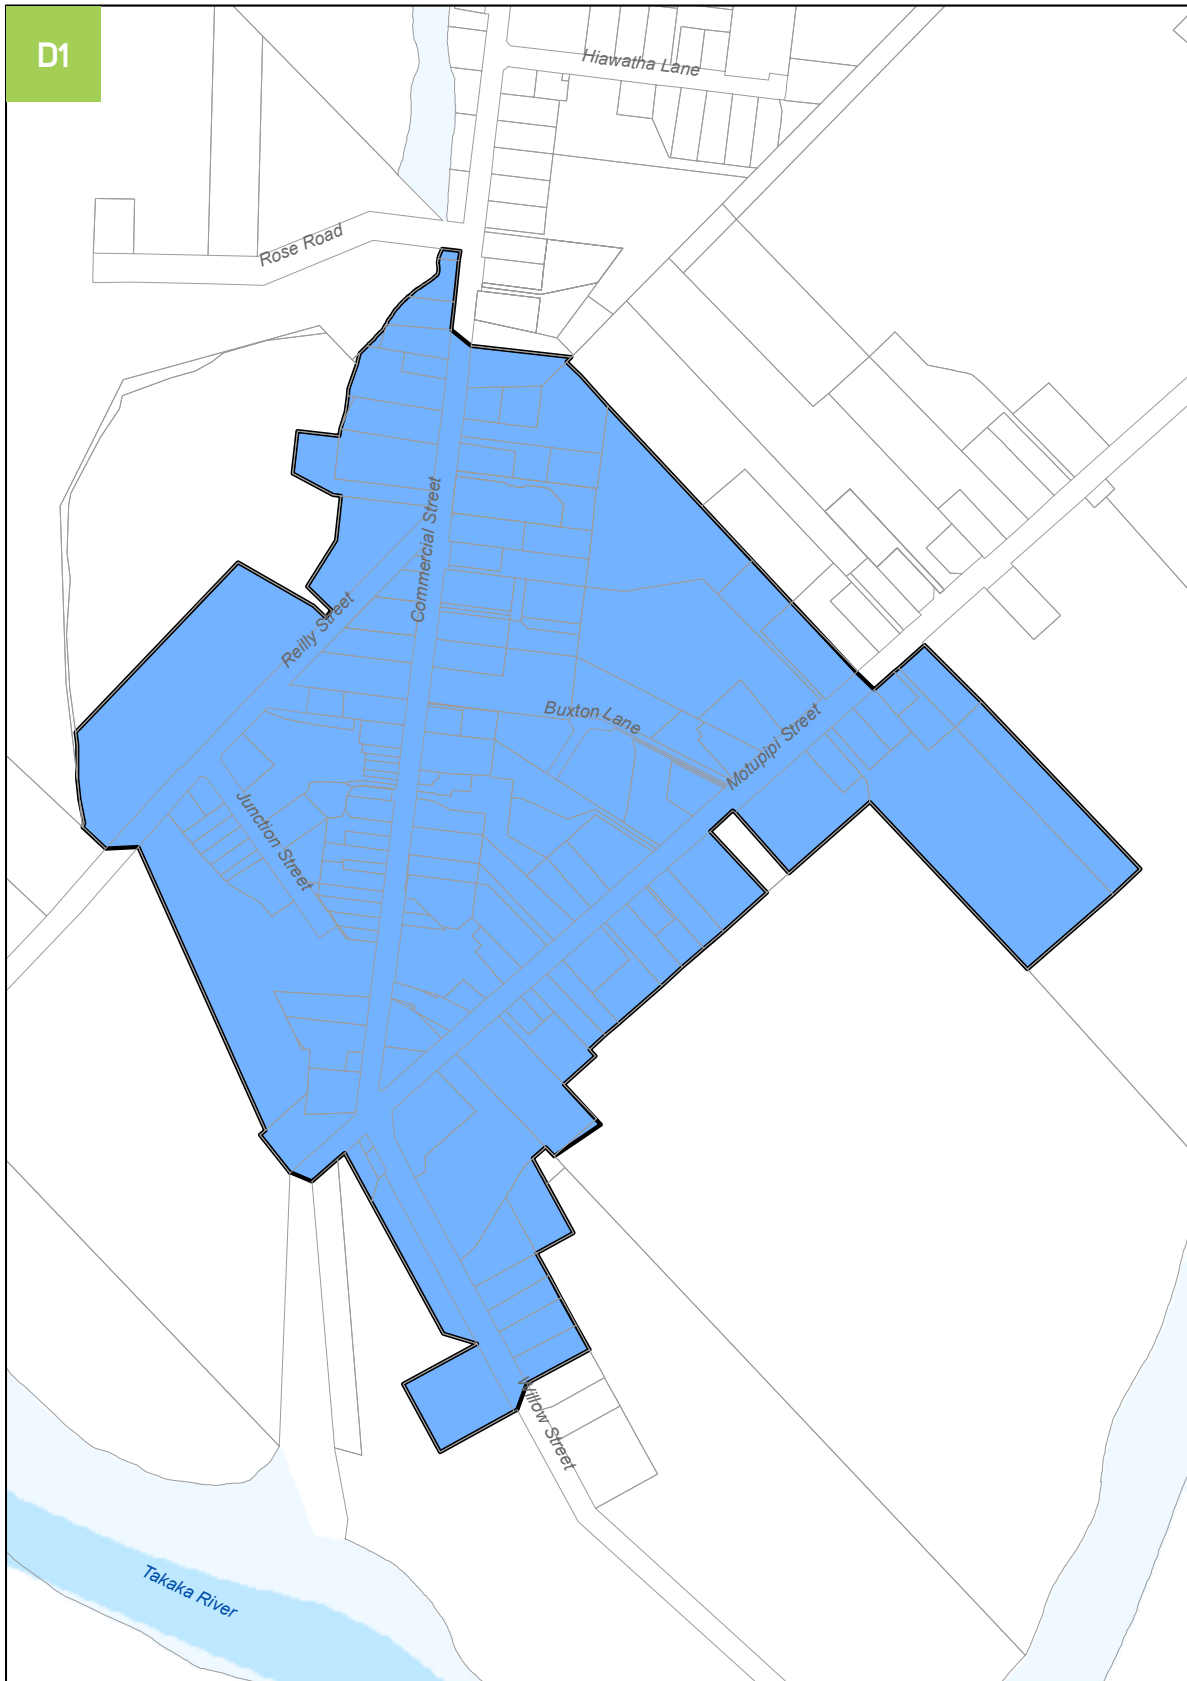 D1
Hiawatha Lane
Rose Road
Commercial Street
Reilly Street
Buxton Lane
Motupipi Street
Junction Street
Willow Street
Takaka River